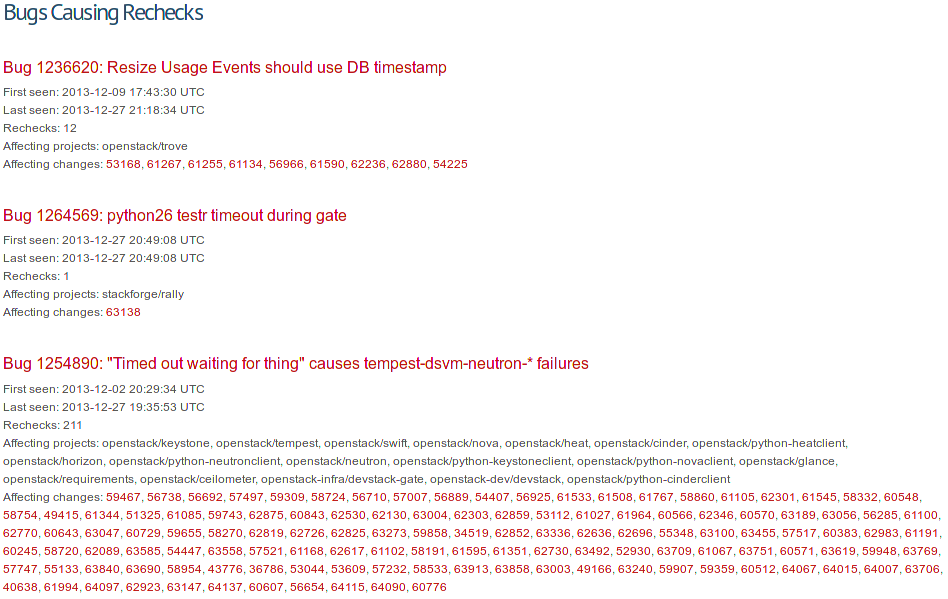 Bugs Causing Rechecks
Bug 1236620: Resize Usage Events should use DB timestamp
First seen: 2013-12-09 17:43:30 UTC
Last seen: 2013-12-27 21:18:34 UTC
Rechecks: 12
Affecting projects: openstack/trove
Affecting changes: 53168, 61267, 61255, 61134, 56966, 61590, 62236, 62880, 54225
Bug 1264569: python26 testr timeout during gate
First seen: 2013-12-27 20:49:08 UTC
Last seen: 2013-12-27 20:49:08 UTC
Rechecks: 1
Affecting projects: stackforge/rally
Affecting changes: 63138
Bug 1254890: "Timed out waiting for thing" causes tempest-dsvm-neutron-* failures
First seen: 2013-12-02 20:29:34 UTC
Last seen: 2013-12-27 19:35:53 UTC
Rechecks: 211
Affecting projects: openstack/keystone, openstack/tempest, openstack/swift, openstack/nova, openstack/heat, openstack/cinder, openstack/python-heatclient,
openstack/horizon, openstack/python-neutronclient, openstack/neutron, openstack/python-keystoneclient, openstack/python-novaclient, openstack/glance,
openstack/requirements, openstack/ceilometer, openstack-infra/devstack-gate, openstack-dev/devstack, openstack/python-cinderclient
Affecting changes: 59467, 56738, 56692, 57497, 59309, 58724, 56710, 57007, 56889, 54407, 56925, 61533, 61508, 61767, 58860, 61105, 62301, 61545, 58332, 60548,
58754, 49415, 61344, 51325, 61085, 59743, 62875, 60843, 62530, 62130, 63004, 62303, 62859, 53112, 61027, 61964, 60566, 62346, 60570, 63189, 63056, 56285, 61100,
62770, 60643, 63047, 60729, 59655, 58270, 62819, 62726, 62825, 63273, 59858, 34519, 62852, 63336, 62636, 62696, 55348, 63100, 63455, 57517, 60383, 62983, 61191,
60245, 58720, 62089, 63585, 54447, 63558, 57521, 61168, 62617, 61102, 58191, 61595, 61351, 62730, 63492, 52930, 63709, 61067, 63751, 60571, 63619, 59948, 63769,
57747, 55133, 63840, 63690, 58954, 43776, 36786, 53044, 53609, 57232, 58533, 63913, 63858, 63003, 49166, 63240, 59907, 59359, 60512, 64067, 64015, 64007, 63706,
40638, 61994, 64097, 62923, 63147, 64137, 60607, 56654, 64115, 64090, 60776